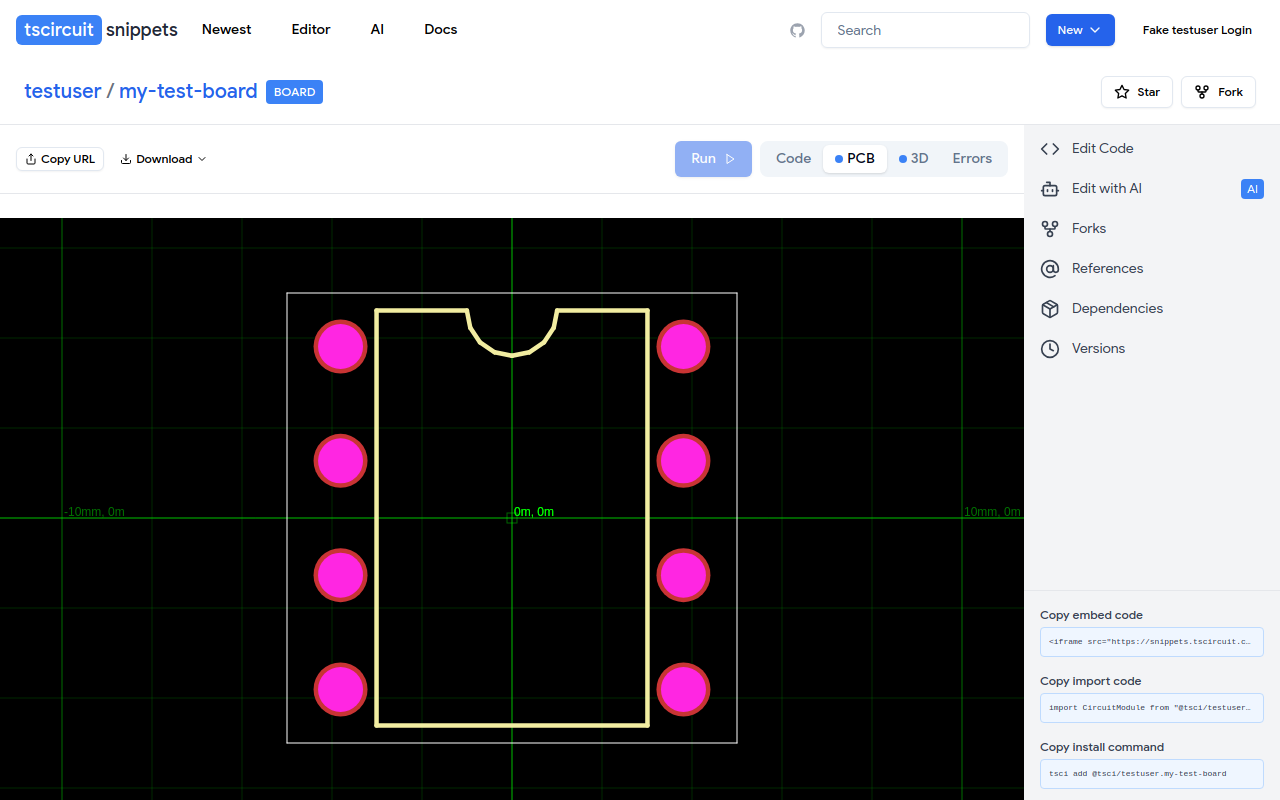 tscircuit snippets Newest Editor AI Docs Search New Fake testuser Login
testuser / my-test-board BOARD Star Fork
Copy URL Download Run Code PCB 3D Errors
Edit Code
Edit with AI AI
Forks
References
Dependencies
Versions
-10mm, 0m 0m, 0m 10mm, 0m
Copy embed code
<iframe src="https://snippets.tscircuit.c…
Copy import code
import CircuitModule from "@tsci/testuser…
Copy install command
tsci add @tsci/testuser.my-test-board